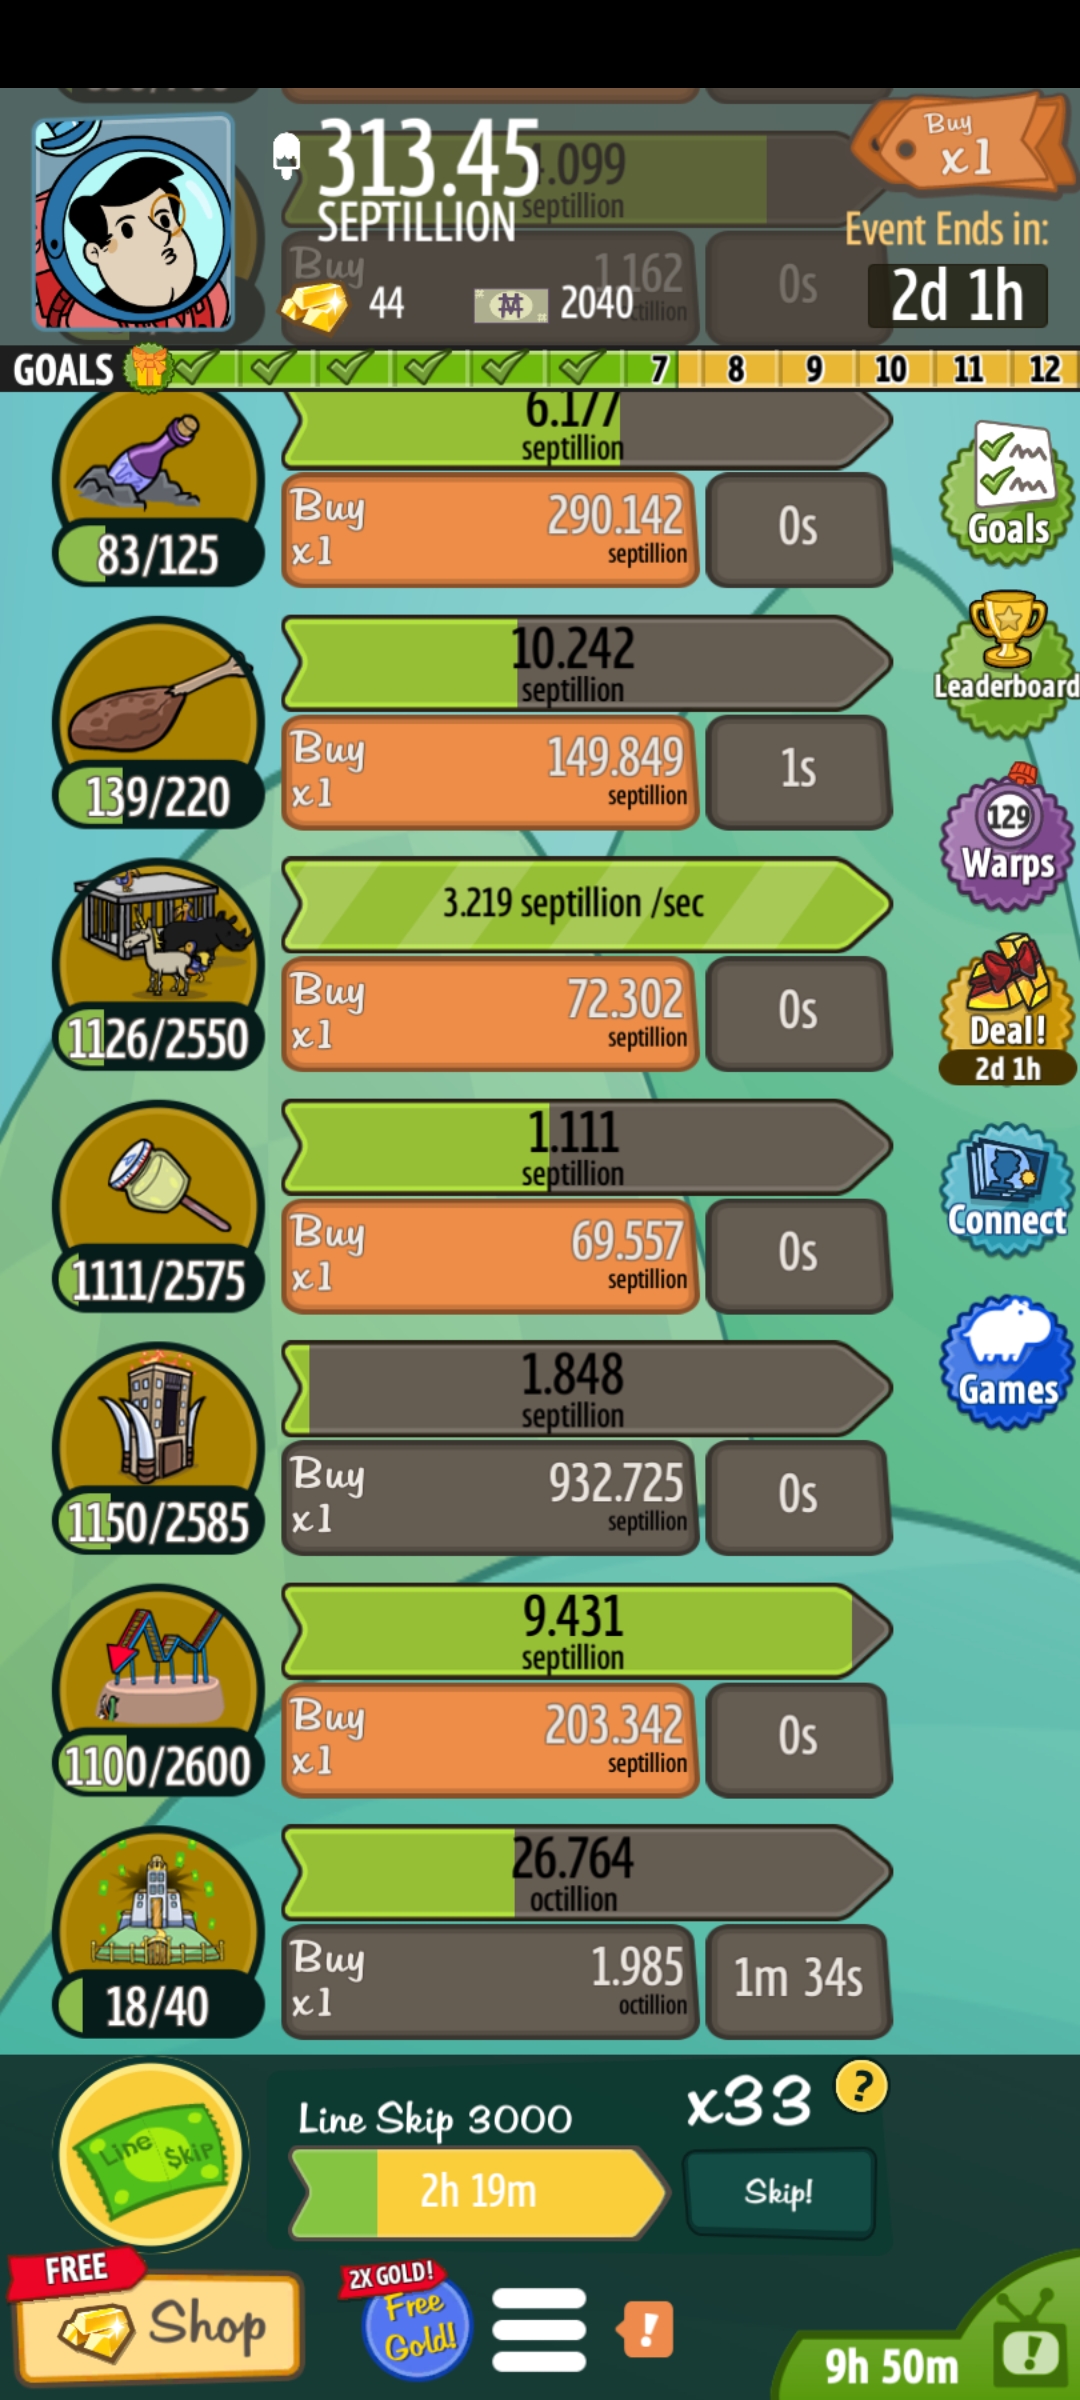 313.45
SEPTILLION
4.099
septillion
Buy
x1
Event Ends in:
2d 1h
Buy
1.162
0s
44
2040
GOALS
7
8
9
10
11
12
6.177
septillion
Buy
x1
290.142
septillion
0s
83/125
Goals
10.242
septillion
Buy
x1
149.849
septillion
1s
139/220
Leaderboard
3.219 septillion /sec
Buy
x1
72.302
septillion
0s
1126/2550
129
Warps
Deal!
2d 1h
1.111
septillion
Buy
x1
69.557
septillion
0s
1111/2575
Connect
1.848
septillion
Buy
x1
932.725
septillion
0s
1150/2585
Games
9.431
septillion
Buy
x1
203.342
septillion
0s
1100/2600
26.764
octillion
Buy
x1
1.985
octillion
1m 34s
18/40
Line $kip
Line Skip 3000
2h 19m
x33
?
Skip!
FREE
Shop
2X GOLD!
Free
Gold!
!
9h 50m
!